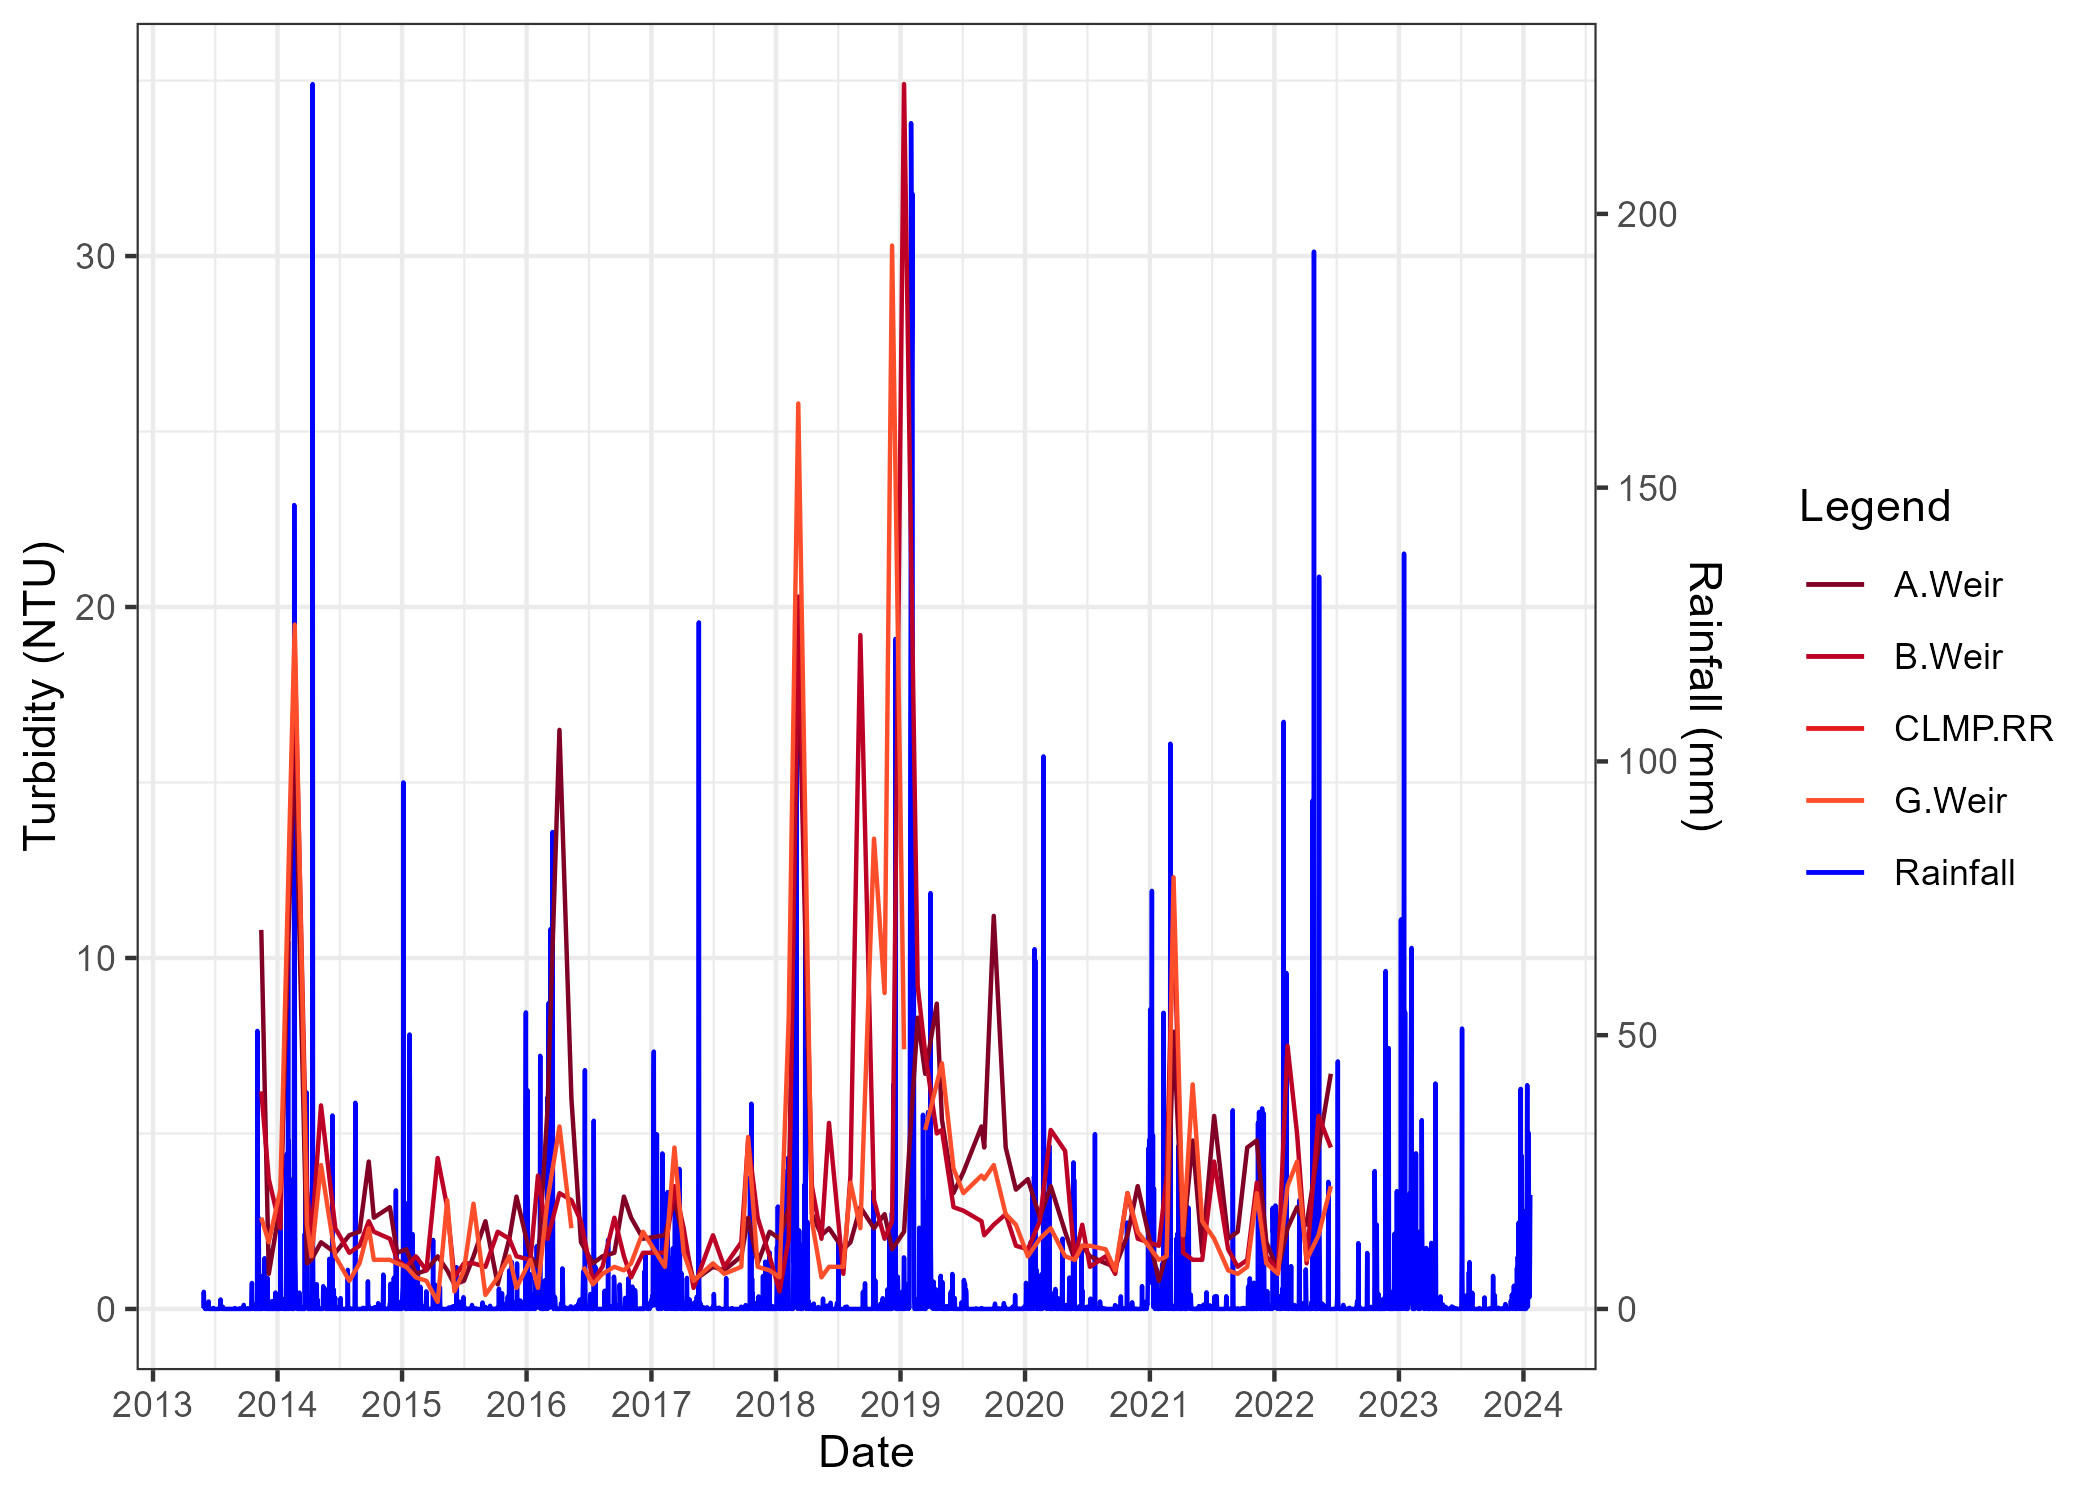 Turbidity (NTU)
30
20
10
0
200
150
100
50
0
Rainfall (mm)
2013 2014 2015 2016 2017 2018 2019 2020 2021 2022 2023 2024
Date
Legend
A.Weir
B.Weir
CLMP.RR
G.Weir
Rainfall